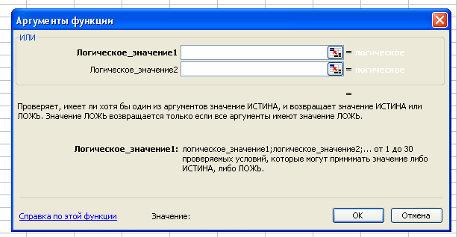 Аргументы функции
ИЛИ
Логическое_значение1 = логическое
Логическое_значение2 = логическое
=
Проверяет, имеет ли хотя бы один из аргументов значение ИСТИНА, и возвращает значение ИСТИНА или
ЛОЖЬ. Значение ЛОЖЬ возвращается только если все аргументы имеют значение ЛОЖЬ.
Логическое_значение1: логическое_значение1;логическое_значение2;... от 1 до 30
проверяемых условий, которые могут принимать значение либо
ИСТИНА, либо ЛОЖЬ.
Справка по этой функции Значение: ОК Отмена